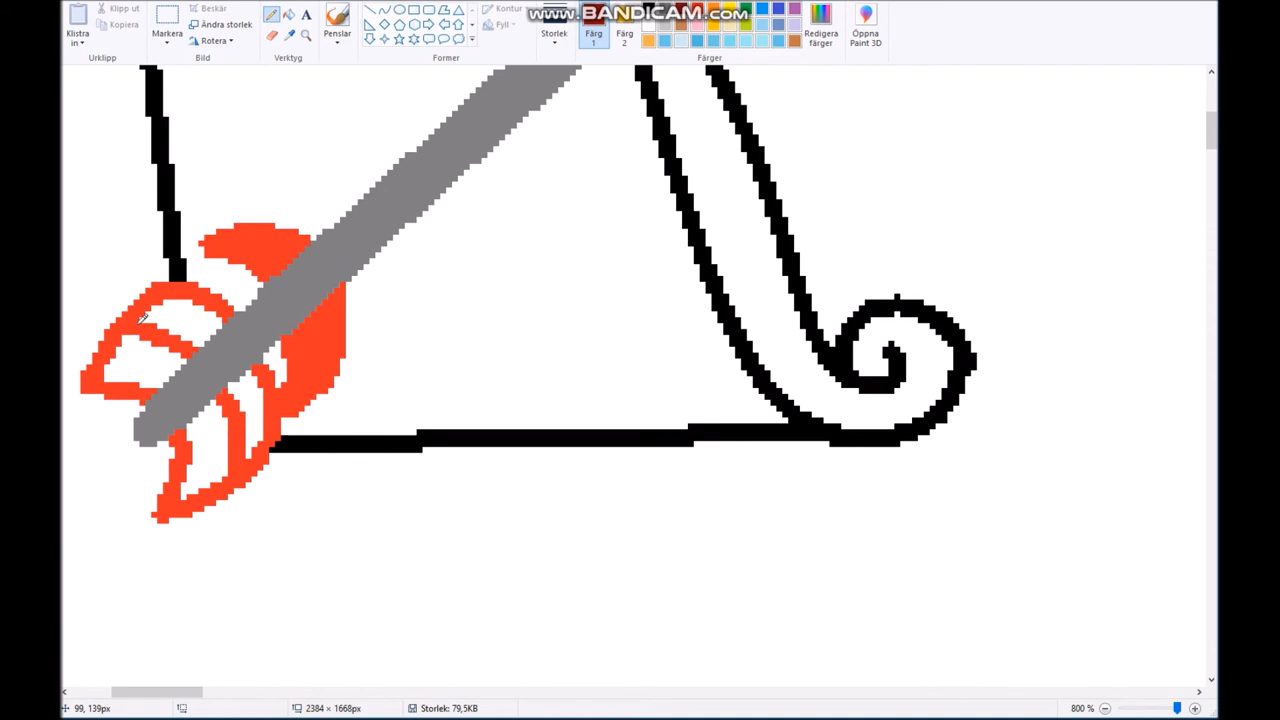 www.BANDICAM.com
Klipp ut
Kopiera
Klistra
in
Urklipp
Markera
Beskär
Ändra storlek
Rotera
Bild
A
Verktyg
Penslar
Kontur
Fyll
Former
Storlek
Färg
1
Färg
2
Redigera
färger
Färger
Öppna
Paint 3D
99, 139px
2384 × 1668px
Storlek: 79,5KB
800 %